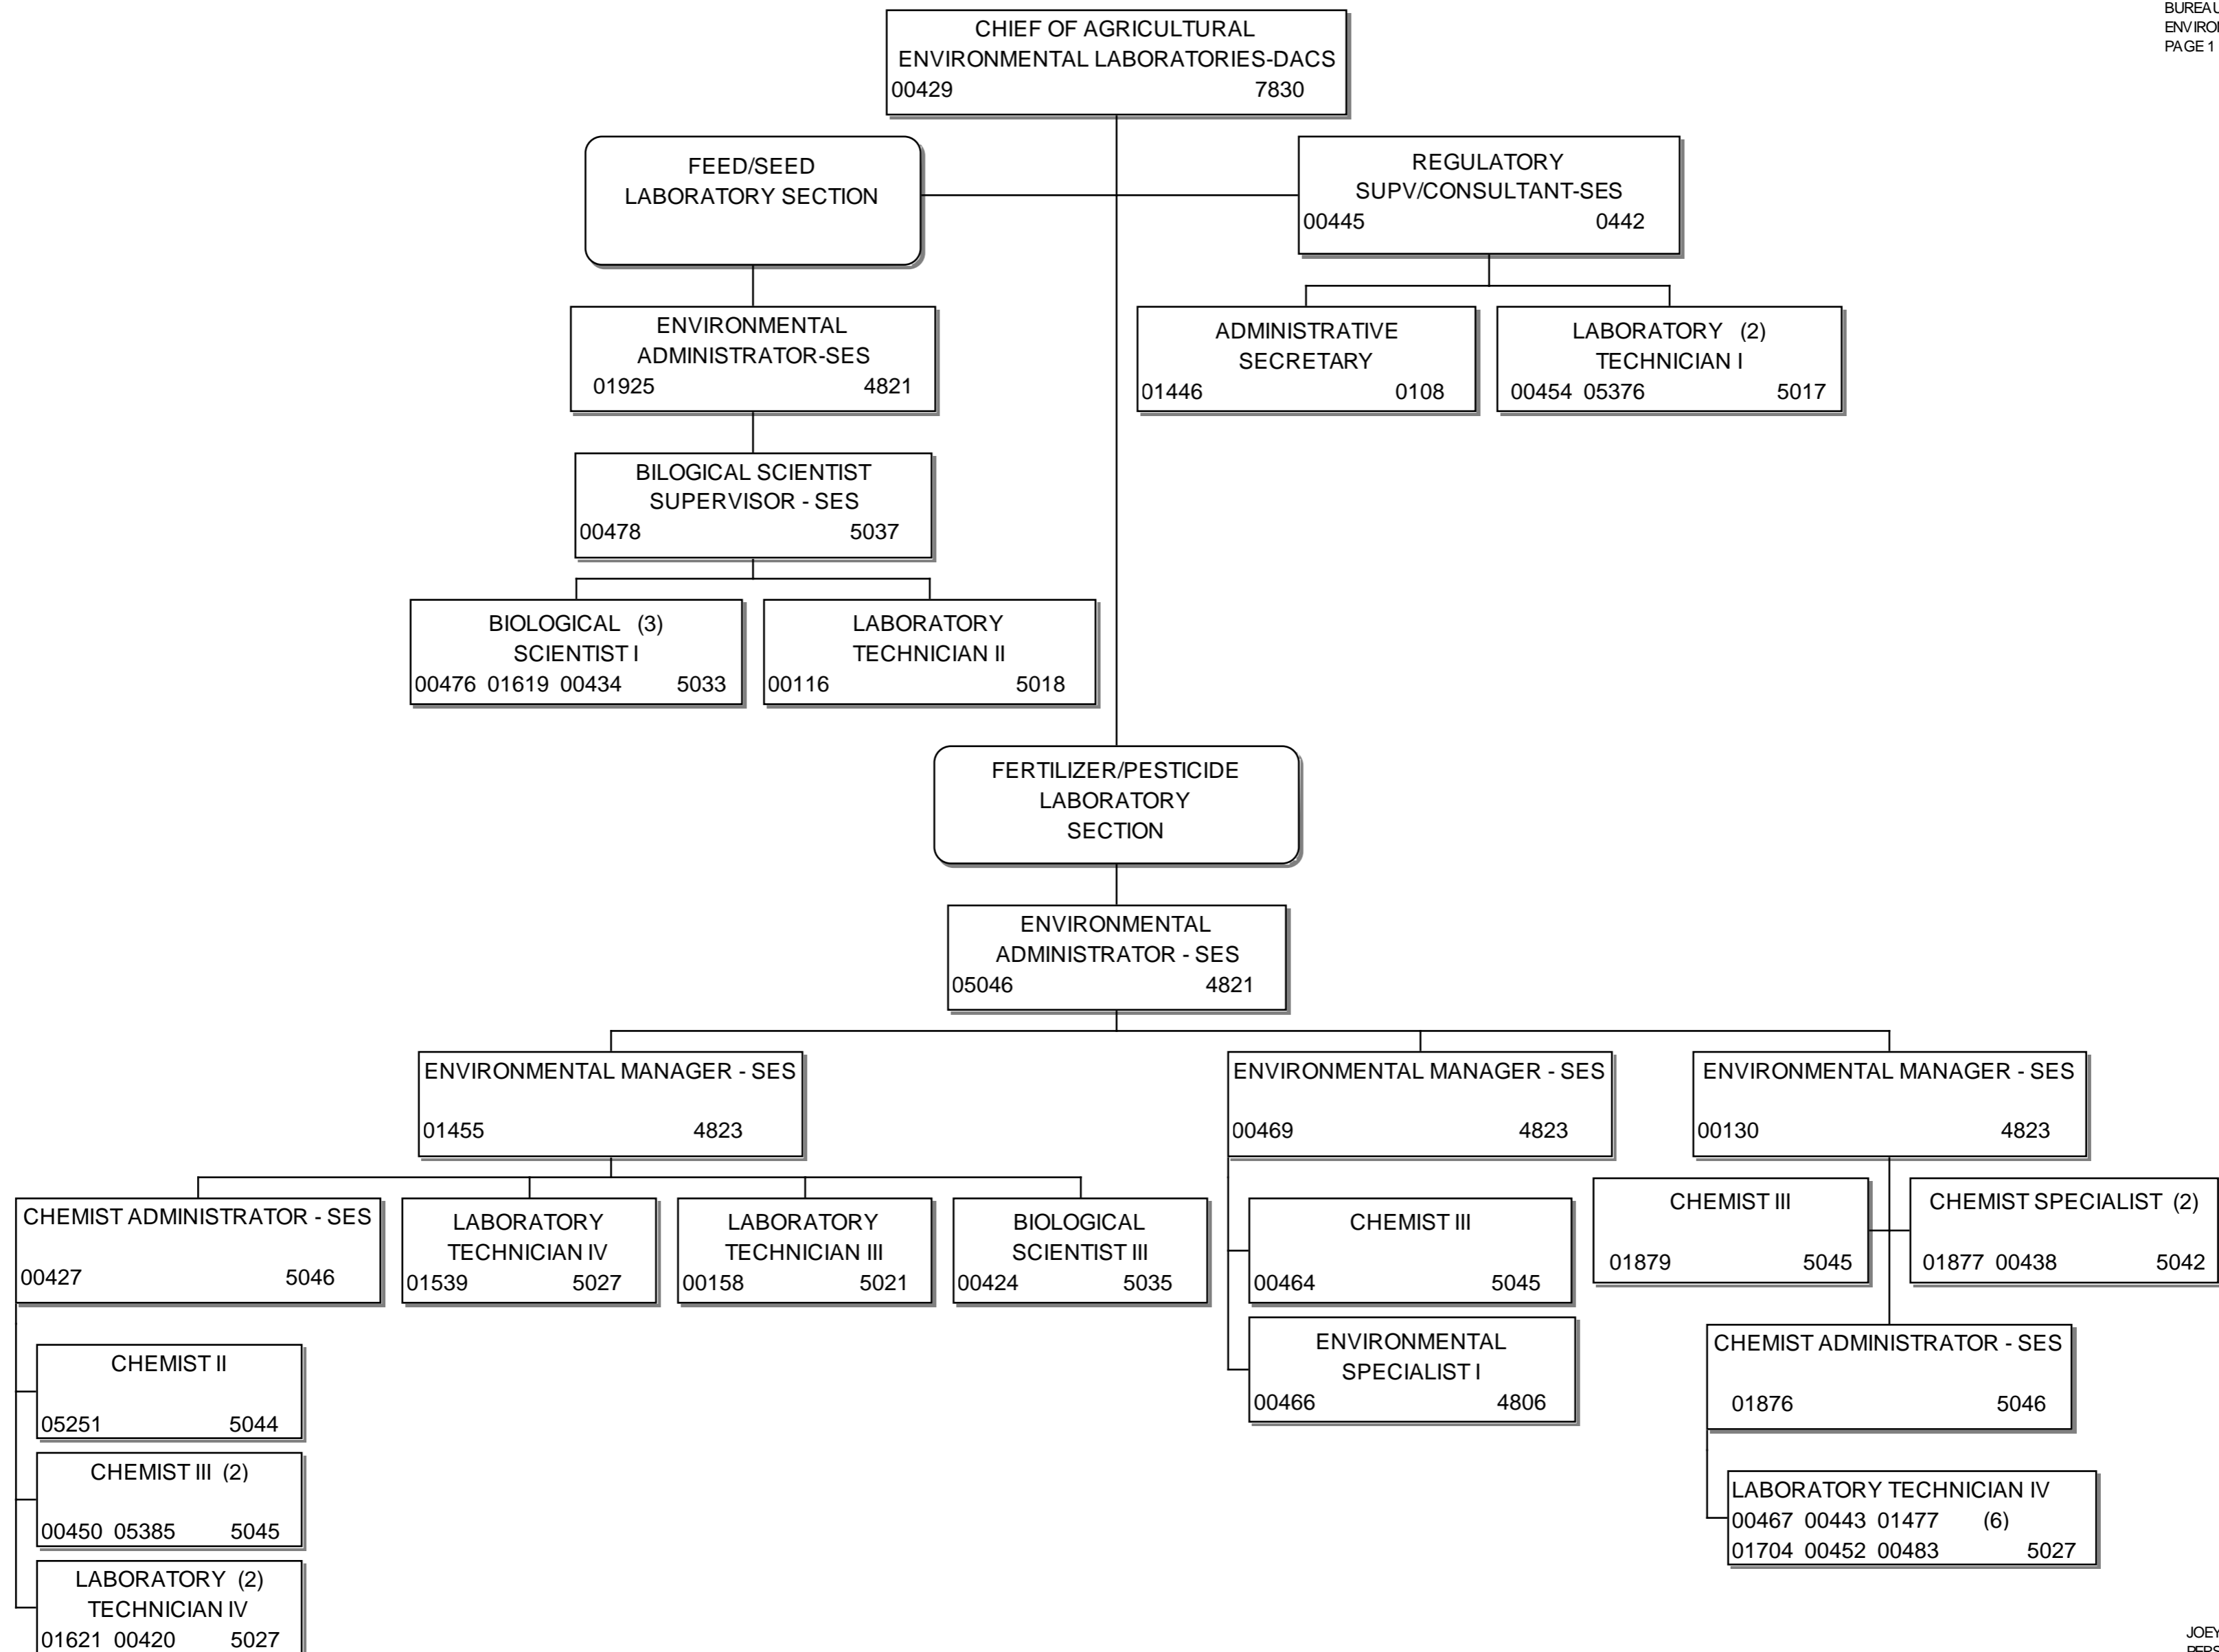 BUREAU
ENVIRON
PAGE 1
CHIEF OF AGRICULTURAL
ENVIRONMENTAL LABORATORIES-DACS
00429 7830
FEED/SEED
LABORATORY SECTION
REGULATORY
SUPV/CONSULTANT-SES
00445 0442
ENVIRONMENTAL
ADMINISTRATOR-SES
01925 4821
ADMINISTRATIVE
SECRETARY
01446 0108
LABORATORY (2)
TECHNICIAN I
00454 05376 5017
BILOGICAL SCIENTIST
SUPERVISOR - SES
00478 5037
BIOLOGICAL (3)
SCIENTIST I
00476 01619 00434 5033
LABORATORY
TECHNICIAN II
00116 5018
FERTILIZER/PESTICIDE
LABORATORY
SECTION
ENVIRONMENTAL
ADMINISTRATOR - SES
05046 4821
ENVIRONMENTAL MANAGER - SES
01455 4823
ENVIRONMENTAL MANAGER - SES
00469 4823
ENVIRONMENTAL MANAGER - SES
00130 4823
CHEMIST ADMINISTRATOR - SES
00427 5046
LABORATORY
TECHNICIAN IV
01539 5027
LABORATORY
TECHNICIAN III
00158 5021
BIOLOGICAL
SCIENTIST III
00424 5035
CHEMIST III
00464 5045
CHEMIST III
01879 5045
CHEMIST SPECIALIST (2)
01877 00438 5042
ENVIRONMENTAL
SPECIALIST I
00466 4806
CHEMIST ADMINISTRATOR - SES
01876 5046
CHEMIST II
05251 5044
CHEMIST III (2)
00450 05385 5045
LABORATORY TECHNICIAN IV
00467 00443 01477 (6)
01704 00452 00483 5027
LABORATORY (2)
TECHNICIAN IV
01621 00420 5027
JOEY